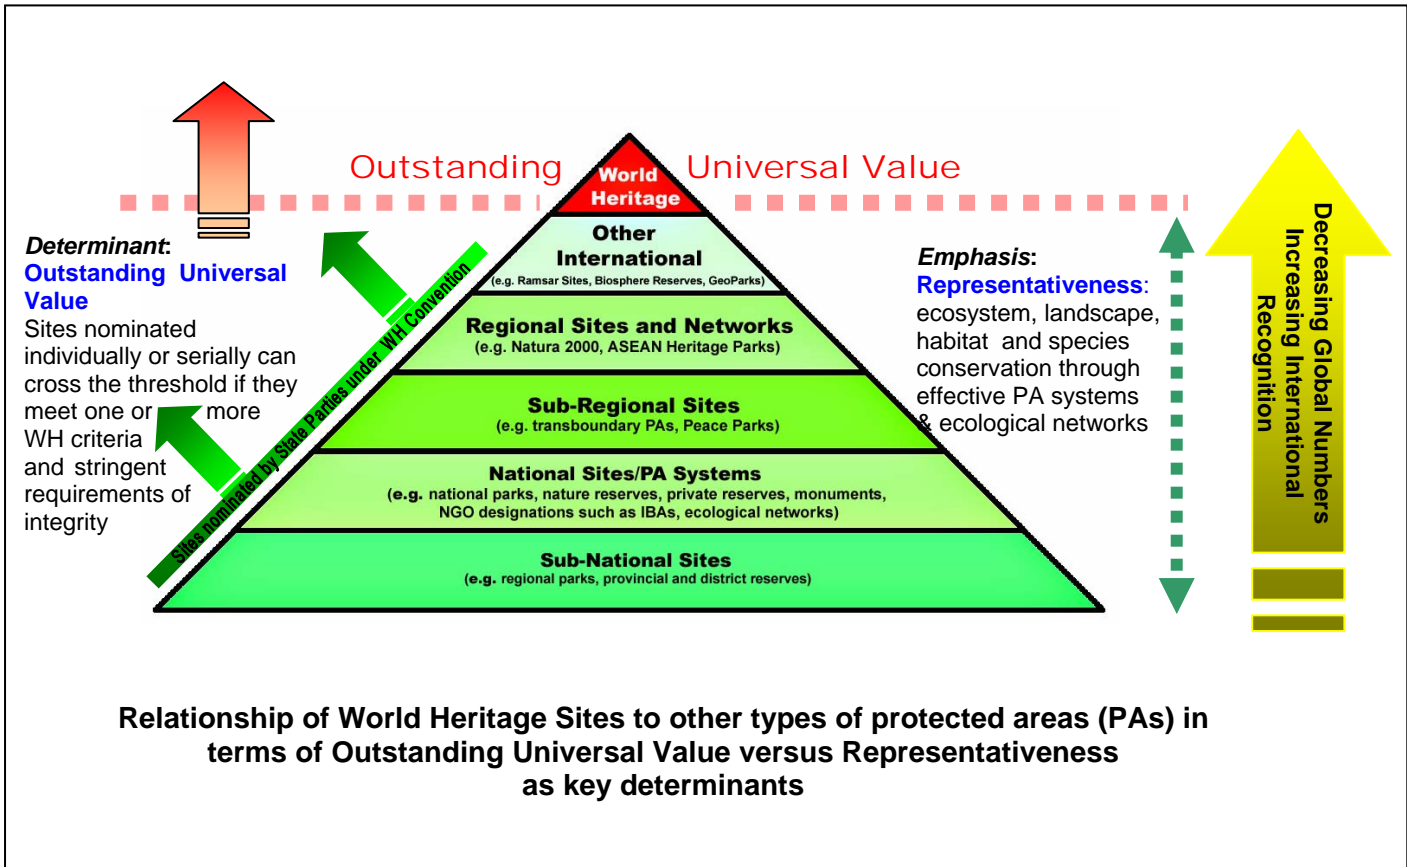 Outstanding Universal Value
World
Heritage
Determinant:
Outstanding Universal
Value
Sites nominated
individually or serially can
cross the threshold if they
meet one or more
WH criteria
and stringent
requirements of
integrity
Sites nominated by State Parties under WH Convention
Other
International
(e.g. Ramsar Sites, Biosphere Reserves, GeoParks)
Regional Sites and Networks
(e.g. Natura 2000, ASEAN Heritage Parks)
Sub-Regional Sites
(e.g. transboundary PAs, Peace Parks)
National Sites/PA Systems
(e.g. national parks, nature reserves, private reserves, monuments,
NGO designations such as IBAs, ecological networks)
Sub-National Sites
(e.g. regional parks, provincial and district reserves)
Emphasis:
Representativeness:
ecosystem, landscape,
habitat and species
conservation through
effective PA systems
& ecological networks
Decreasing Global Numbers
Increasing International
Recognition
Relationship of World Heritage Sites to other types of protected areas (PAs) in
terms of Outstanding Universal Value versus Representativeness
as key determinants